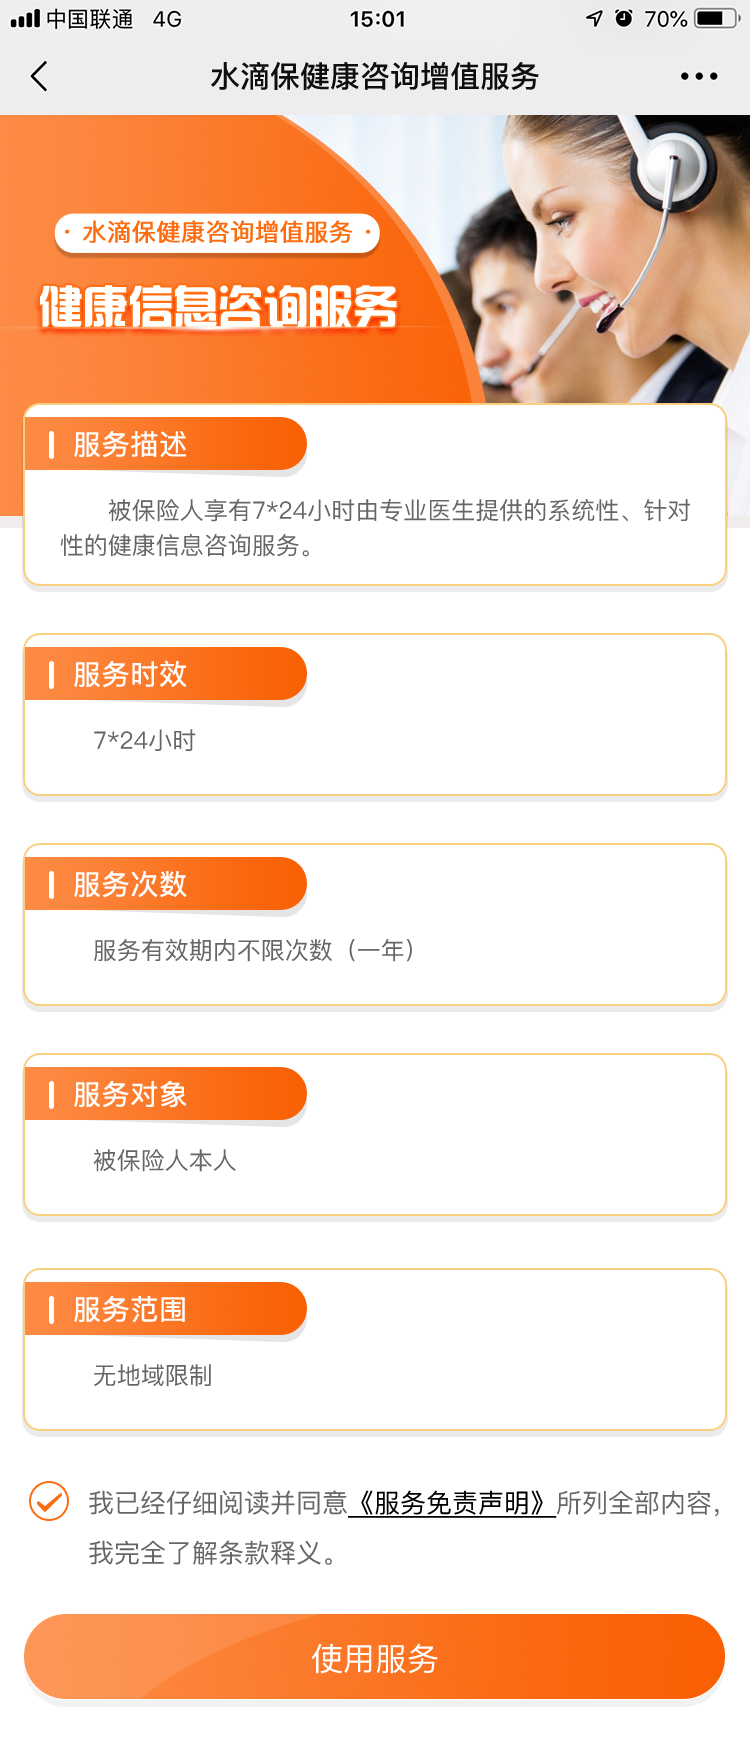 中国联通 4G 15:01 70%
水滴保健康咨询增值服务
· 水滴保健康咨询增值服务 ·
健康信息咨询服务
服务描述
被保险人享有7*24小时由专业医生提供的系统性、针对
性的健康信息咨询服务。
服务时效
7*24小时
服务次数
服务有效期内不限次数（一年）
服务对象
被保险人本人
服务范围
无地域限制
我已经仔细阅读并同意《服务免责声明》所列全部内容，
我完全了解条款释义。
使用服务